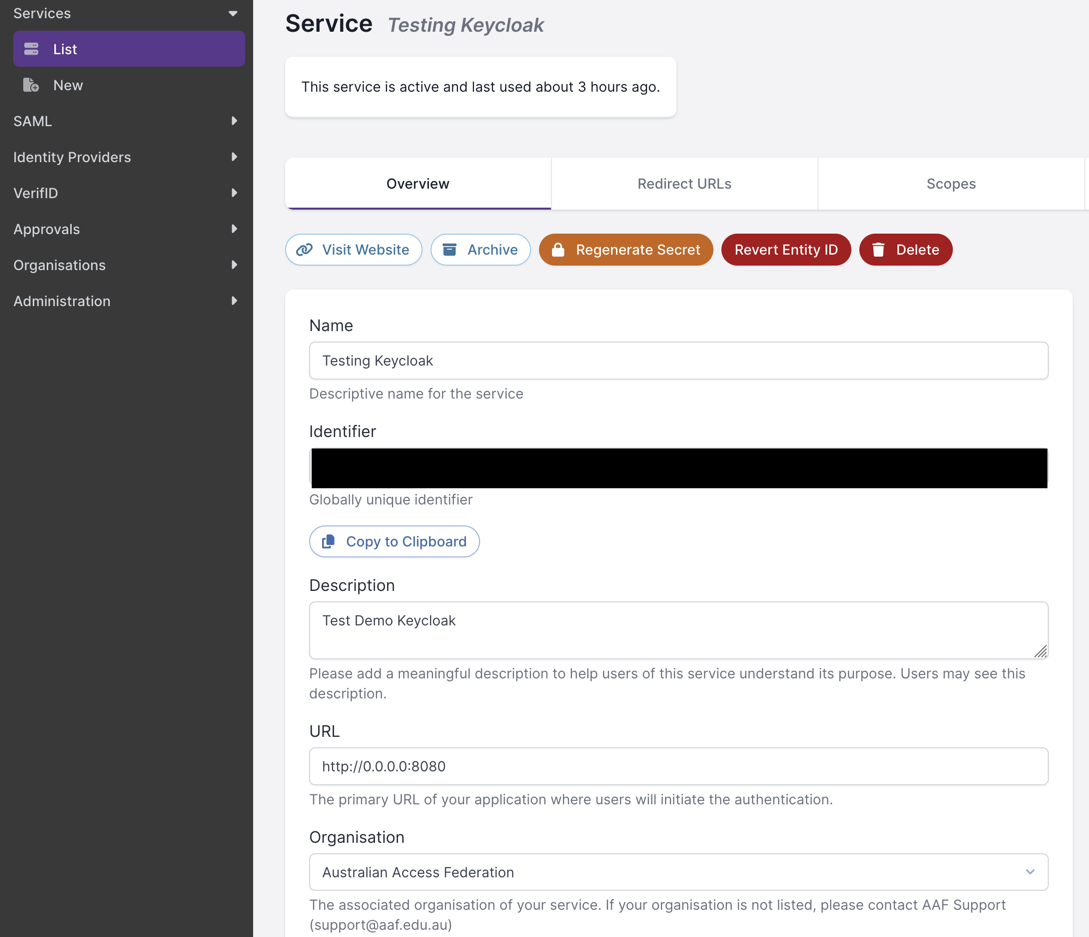 Services
List
New
SAML
Identity Providers
VerifID
Approvals
Organisations
Administration
Service Testing Keycloak
This service is active and last used about 3 hours ago.
Overview Redirect URLs Scopes
Visit Website Archive Regenerate Secret Revert Entity ID Delete
Name
Testing Keycloak
Descriptive name for the service
Identifier
Globally unique identifier
Copy to Clipboard
Description
Test Demo Keycloak
Please add a meaningful description to help users of this service understand its purpose. Users may see this
description.
URL
http://0.0.0.0:8080
The primary URL of your application where users will initiate the authentication.
Organisation
Australian Access Federation
The associated organisation of your service. If your organisation is not listed, please contact AAF Support
(support@aaf.edu.au)